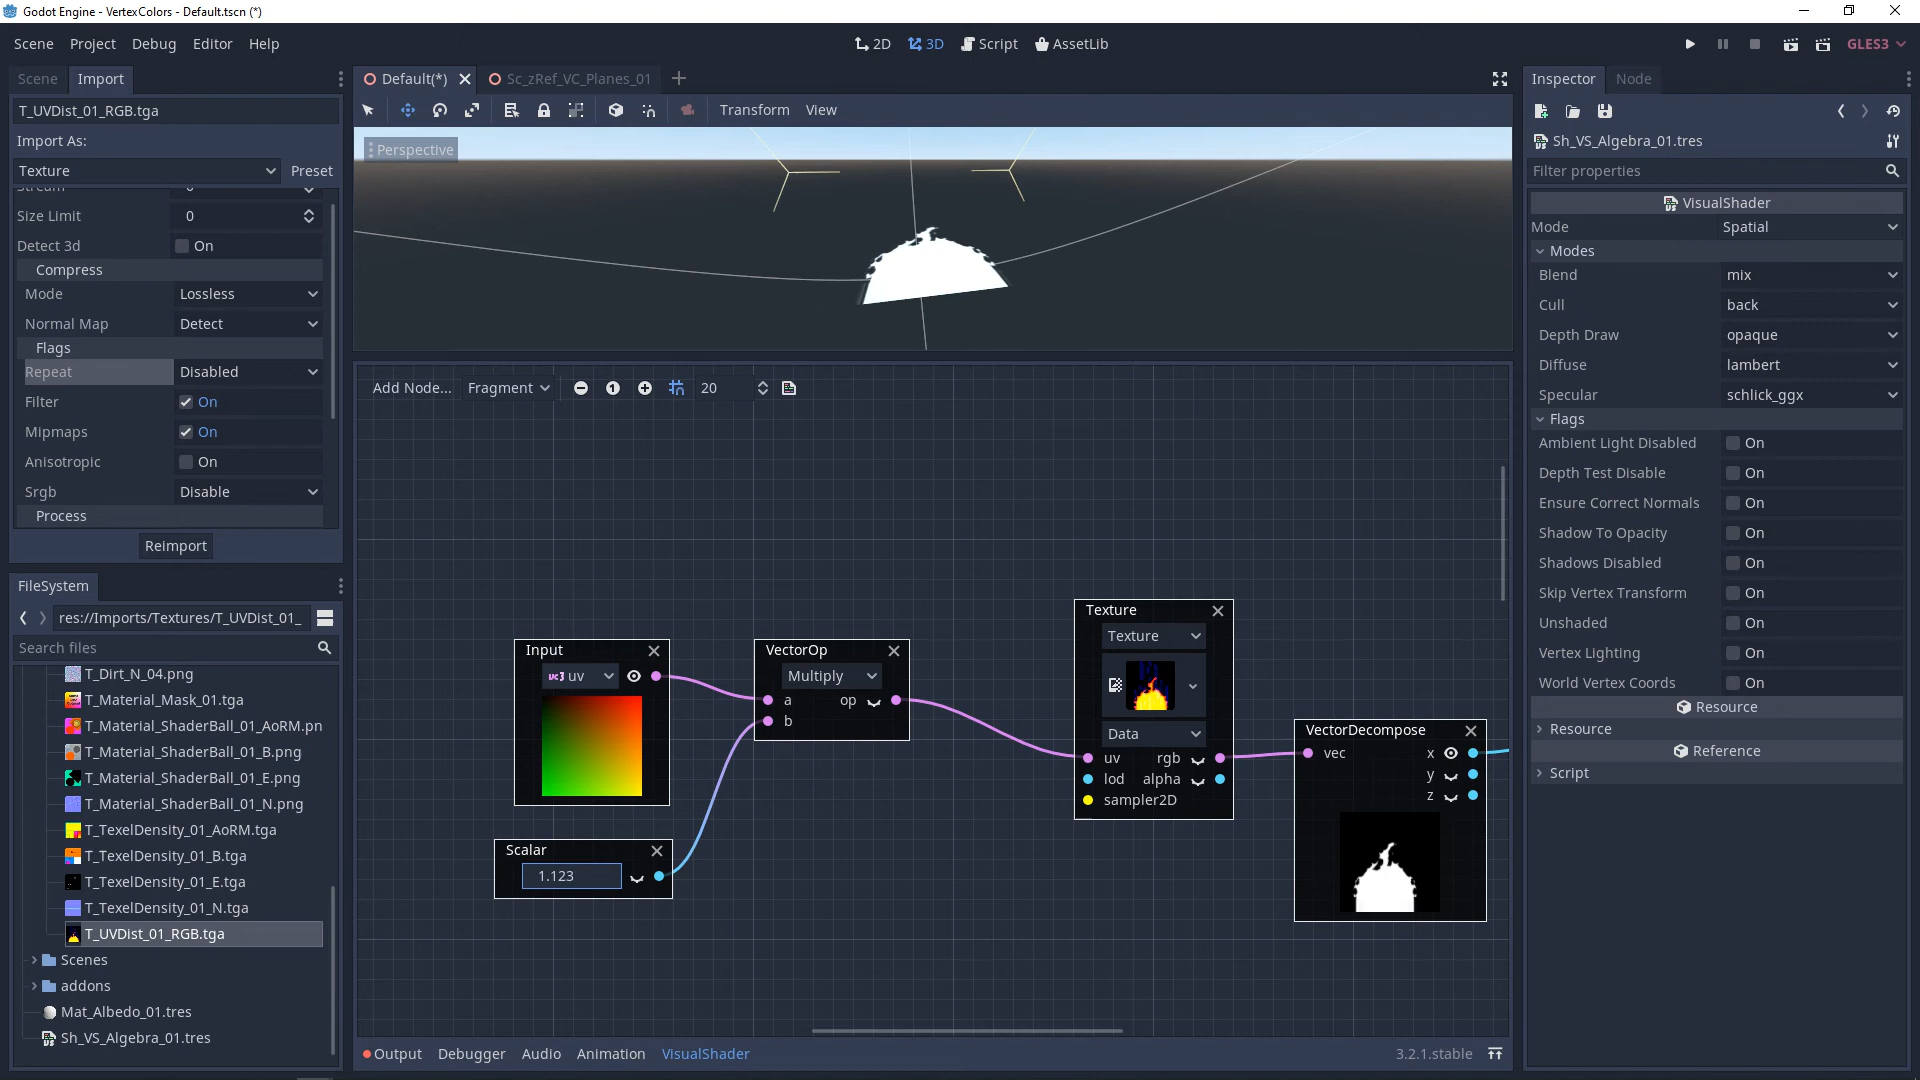 Godot Engine - VertexColors - Default.tscn (*)
Scene Project Debug Editor Help
2D 3D Script AssetLib
GLES3
Scene Import
T_UVDist_01_RGB.tga
Import As:
Texture Preset
Stream 0
Size Limit 0
Detect 3d On
Compress
Mode Lossless
Normal Map Detect
Flags
Repeat Disabled
Filter On
Mipmaps On
Anisotropic On
Srgb Disable
Process
Reimport
FileSystem
res://Imports/Textures/T_UVDist_01_
Search files
T_Dirt_N_04.png
T_Material_Mask_01.tga
T_Material_ShaderBall_01_AoRM.pn
T_Material_ShaderBall_01_B.png
T_Material_ShaderBall_01_E.png
T_Material_ShaderBall_01_N.png
T_TexelDensity_01_AoRM.tga
T_TexelDensity_01_B.tga
T_TexelDensity_01_E.tga
T_TexelDensity_01_N.tga
T_UVDist_01_RGB.tga
Scenes
addons
Mat_Albedo_01.tres
Sh_VS_Algebra_01.tres
Default(*) Sc_zRef_VC_Planes_01
Transform View
Perspective
Add Node... Fragment 20
Input
uv
Scalar
1.123
VectorOp
Multiply
a op
b
Texture
Texture
Data
uv rgb
lod alpha
sampler2D
VectorDecompose
vec x
y
z
Output Debugger Audio Animation VisualShader 3.2.1.stable
Inspector Node
Sh_VS_Algebra_01.tres
Filter properties
VisualShader
Mode Spatial
Modes
Blend mix
Cull back
Depth Draw opaque
Diffuse lambert
Specular schlick_ggx
Flags
Ambient Light Disabled On
Depth Test Disable On
Ensure Correct Normals On
Shadow To Opacity On
Shadows Disabled On
Skip Vertex Transform On
Unshaded On
Vertex Lighting On
World Vertex Coords On
Resource
Resource
Reference
Script